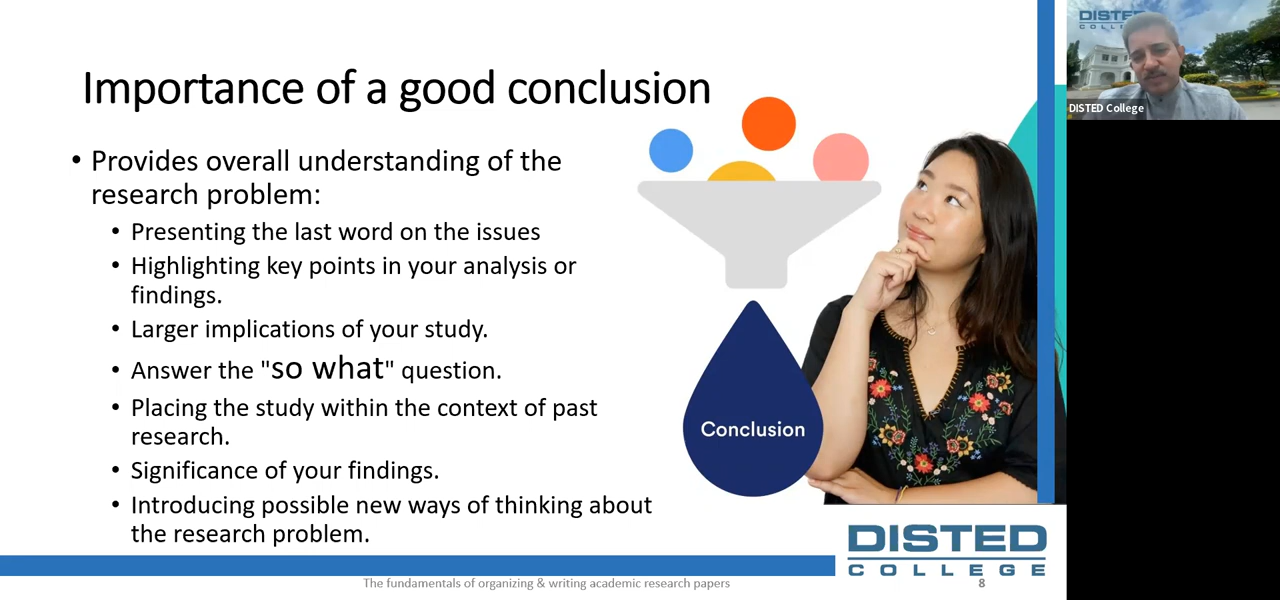 Importance of a good conclusion
• Provides overall understanding of the
research problem:
• Presenting the last word on the issues
• Highlighting key points in your analysis or
findings.
• Larger implications of your study.
• Answer the "so what" question.
• Placing the study within the context of past
research.
• Significance of your findings.
• Introducing possible new ways of thinking about
the research problem.
Conclusion
DISTED
COLLEGE
The fundamentals of organizing & writing academic research papers
8
DISTED
COLLEGE
DISTED College